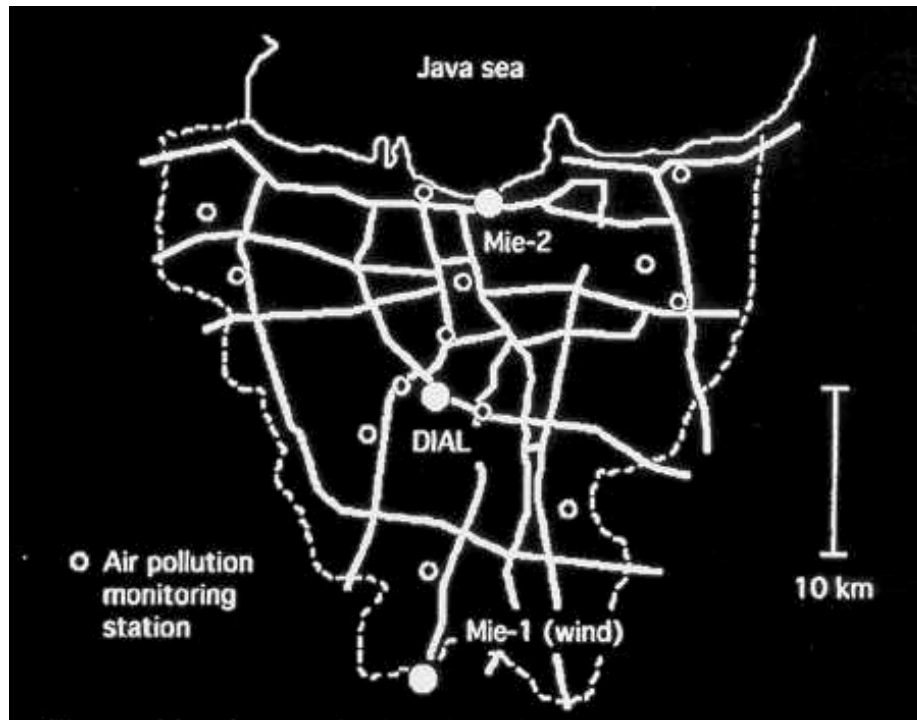 Java sea
Mie-2
DIAL
Air pollution
monitoring
station
10 km
Mie-1 (wind)